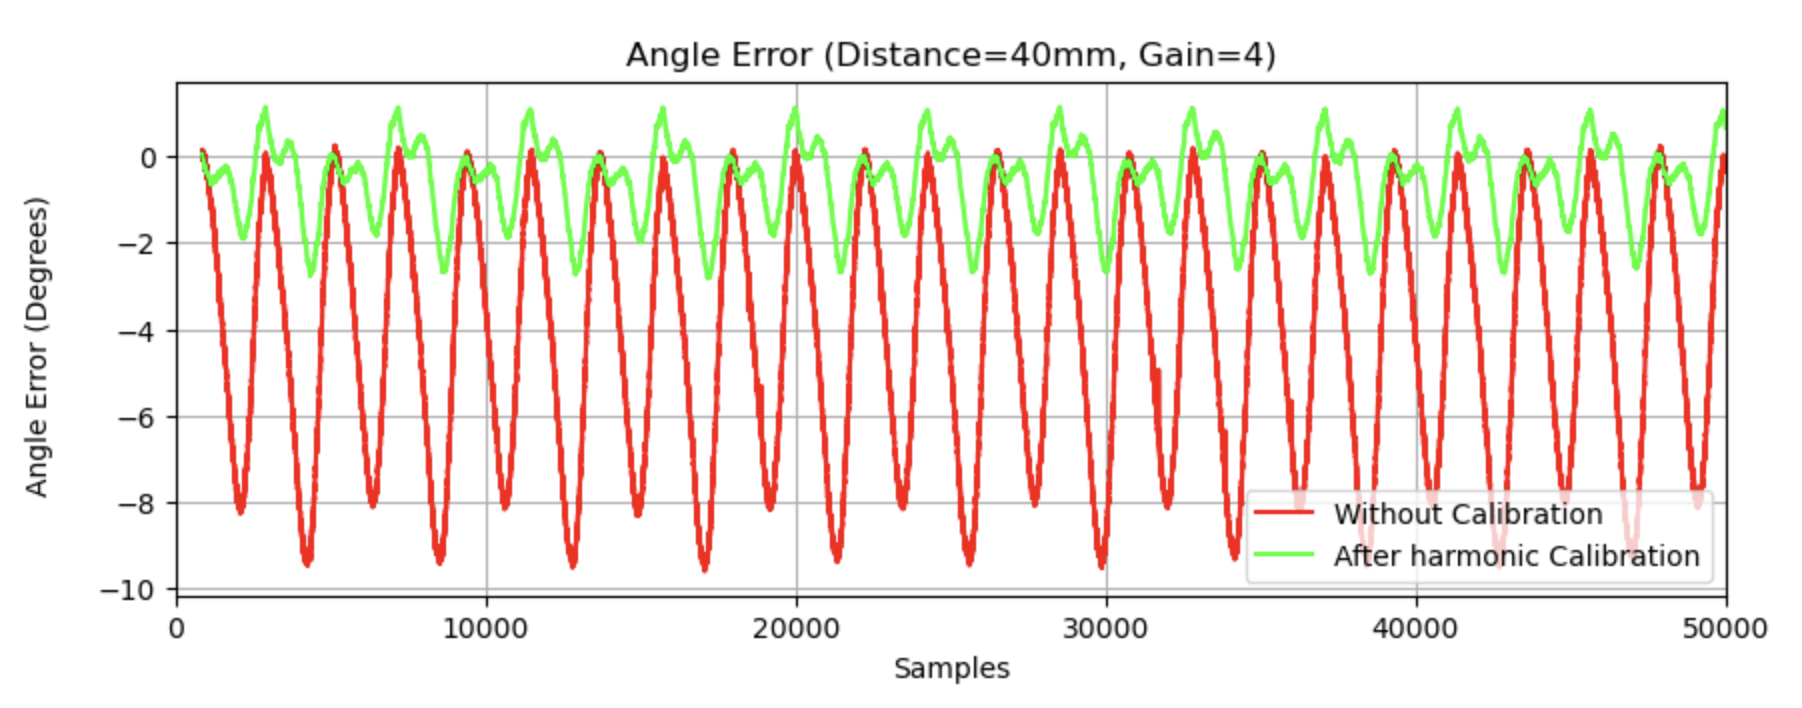 Angle Error (Distance=40mm, Gain=4)
Angle Error (Degrees)
0
−2
−4
−6
−8
−10
Without Calibration
After harmonic Calibration
0 10000 20000 30000 40000 50000
Samples